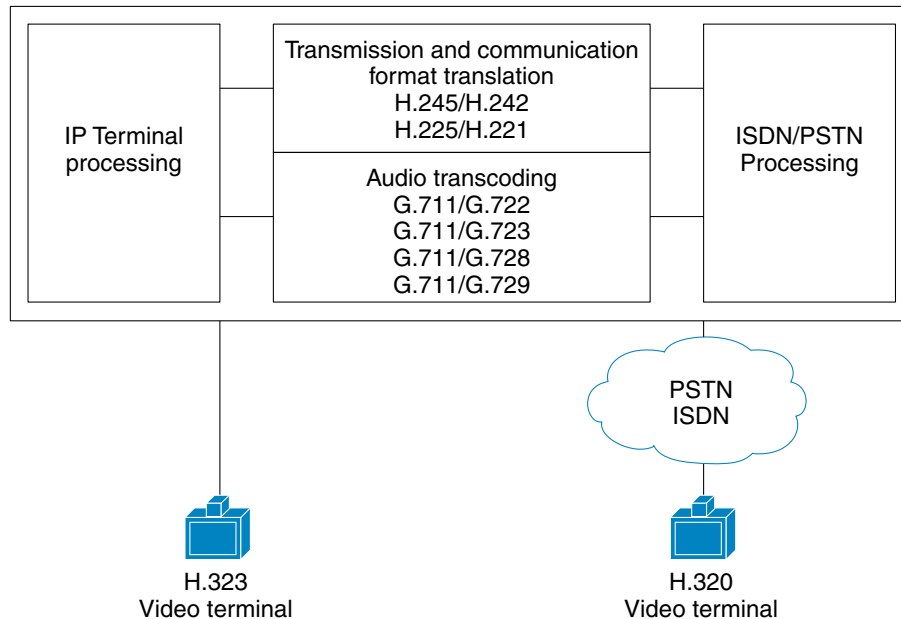 IP Terminal
processing
Transmission and communication
format translation
H.245/H.242
H.225/H.221
Audio transcoding
G.711/G.722
G.711/G.723
G.711/G.728
G.711/G.729
ISDN/PSTN
Processing
PSTN
ISDN
H.323
Video terminal
H.320
Video terminal